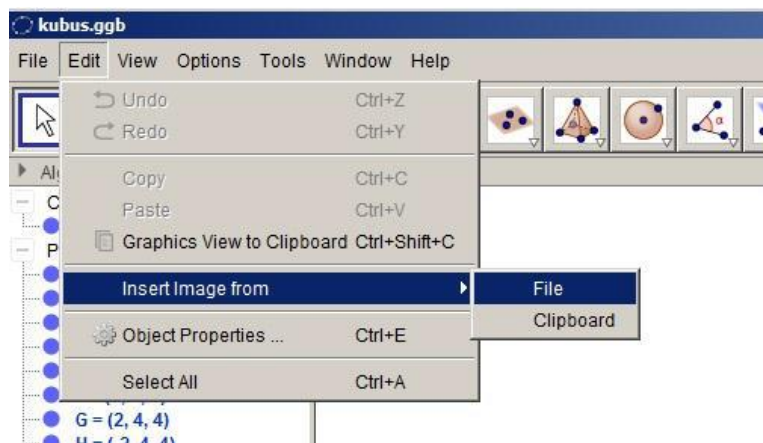 kubus.ggb
File Edit View Options Tools Window Help
Undo Ctrl+Z
Redo Ctrl+Y
Copy Ctrl+C
Paste Ctrl+V
Graphics View to Clipboard Ctrl+Shift+C
Insert Image from
File
Clipboard
Object Properties ... Ctrl+E
Select All Ctrl+A
α
C
P
G = (2, 4, 4)